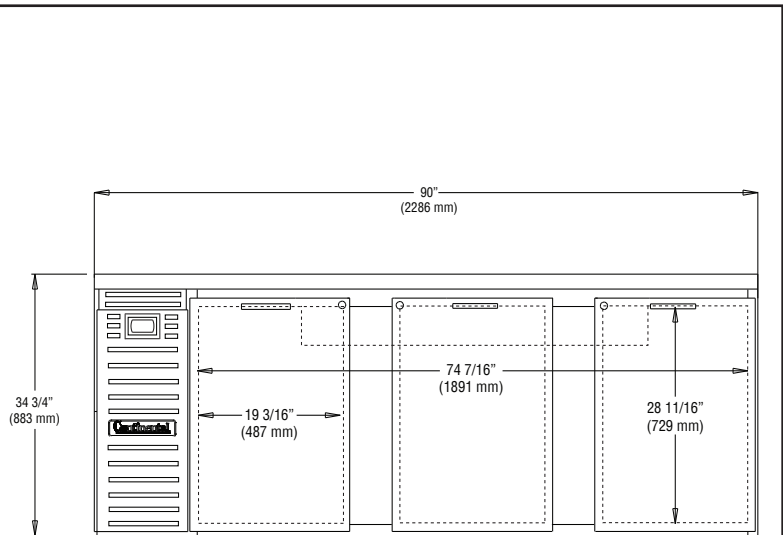 90"
(2286 mm)
74 7/16"
(1891 mm)
34 3/4"
(883 mm)
19 3/16"
(487 mm)
28 11/16"
(729 mm)
Continental